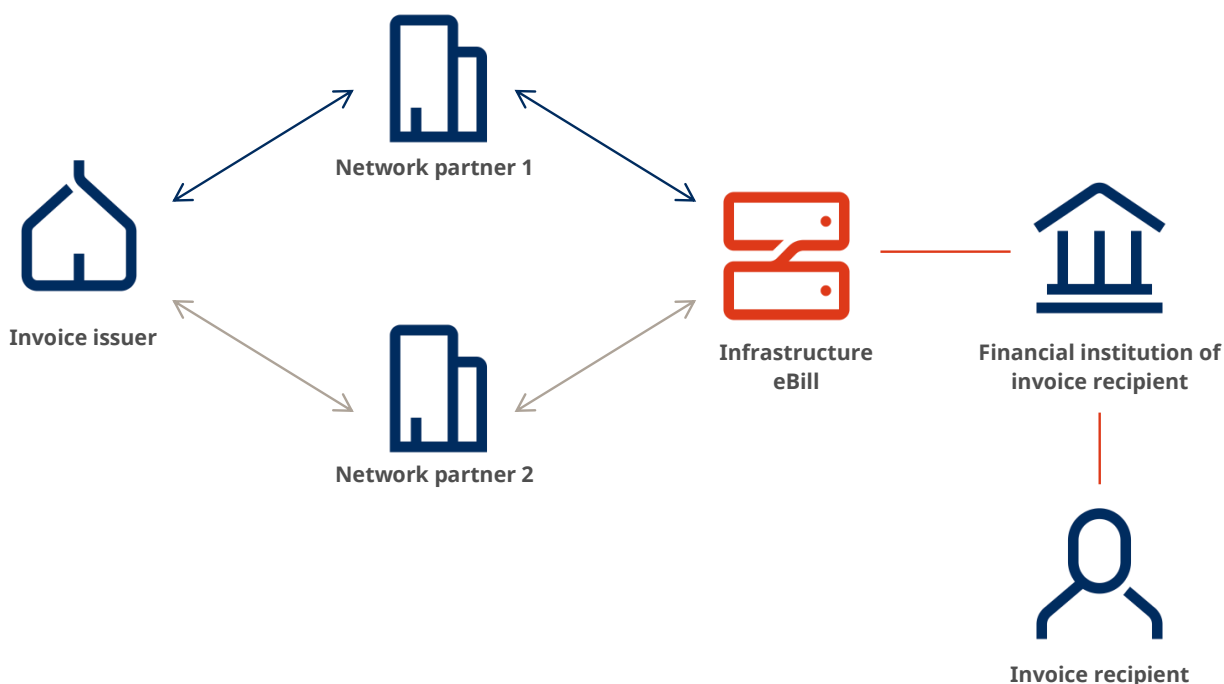 Network partner 1
Invoice issuer
Infrastructure
eBill
Financial institution of
invoice recipient
Network partner 2
Invoice recipient